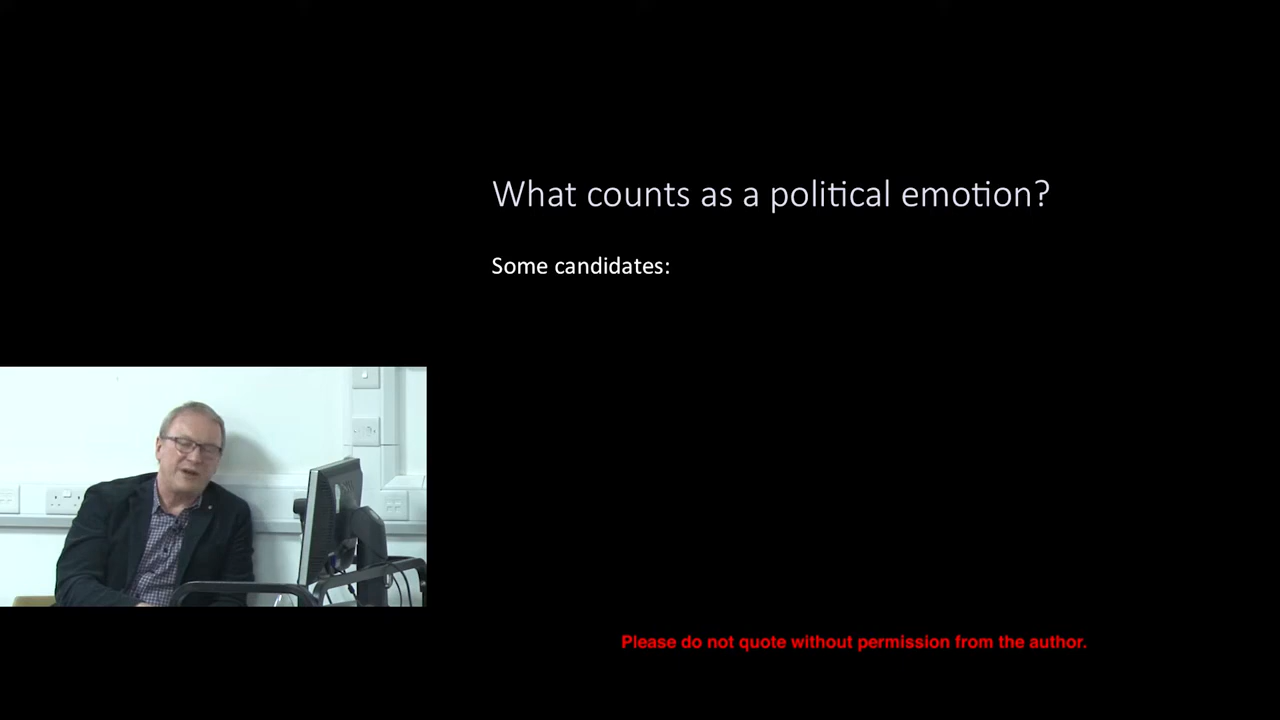 What counts as a political emotion?
Some candidates:
Please do not quote without permission from the author.